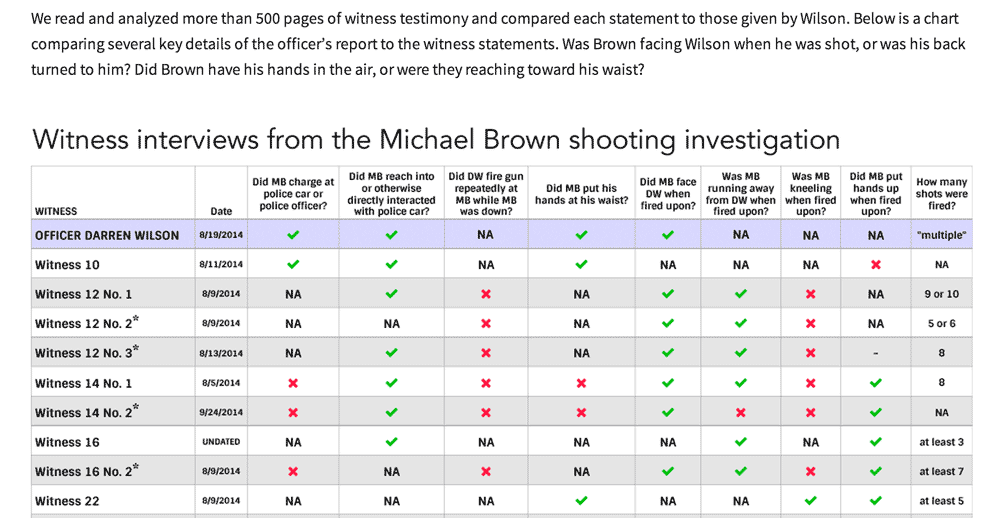 We read and analyzed more than 500 pages of witness testimony and compared each statement to those given by Wilson. Below is a chart
comparing several key details of the officer’s report to the witness statements. Was Brown facing Wilson when he was shot, or was his back
turned to him? Did Brown have his hands in the air, or were they reaching toward his waist?
Witness interviews from the Michael Brown shooting investigation
WITNESS Date Did MB charge at police car or police officer? Did MB reach into or otherwise directly interacted with police car? Did DW fire gun repeatedly at MB while MB was down? Did MB put his hands at his waist? Did MB face DW when fired upon? Was MB running away from DW when fired upon? Was MB kneeling when fired upon? Did MB put hands up when fired upon? How many shots were fired?
OFFICER DARREN WILSON 8/19/2014 ✔ ✔ NA ✔ ✔ NA NA NA "multiple"
Witness 10 8/11/2014 ✔ ✔ NA ✔ NA NA NA ✖ NA
Witness 12 No. 1 8/9/2014 NA ✔ ✖ NA ✔ ✔ ✖ NA 9 or 10
Witness 12 No. 2* 8/9/2014 NA NA ✖ NA ✔ ✔ ✖ NA 5 or 6
Witness 12 No. 3* 8/13/2014 NA ✔ ✖ NA ✔ ✔ ✖ - 8
Witness 14 No. 1 8/5/2014 ✖ ✔ ✖ ✖ ✔ ✔ ✖ ✔ 8
Witness 14 No. 2* 9/24/2014 ✖ ✔ ✖ ✖ ✔ ✖ ✖ ✔ NA
Witness 16 UNDATED NA ✔ NA NA NA ✔ NA ✔ at least 3
Witness 16 No. 2* 8/9/2014 ✖ NA ✖ NA ✔ ✔ ✖ ✔ at least 7
Witness 22 8/9/2014 NA NA NA ✔ NA NA ✔ ✔ at least 5